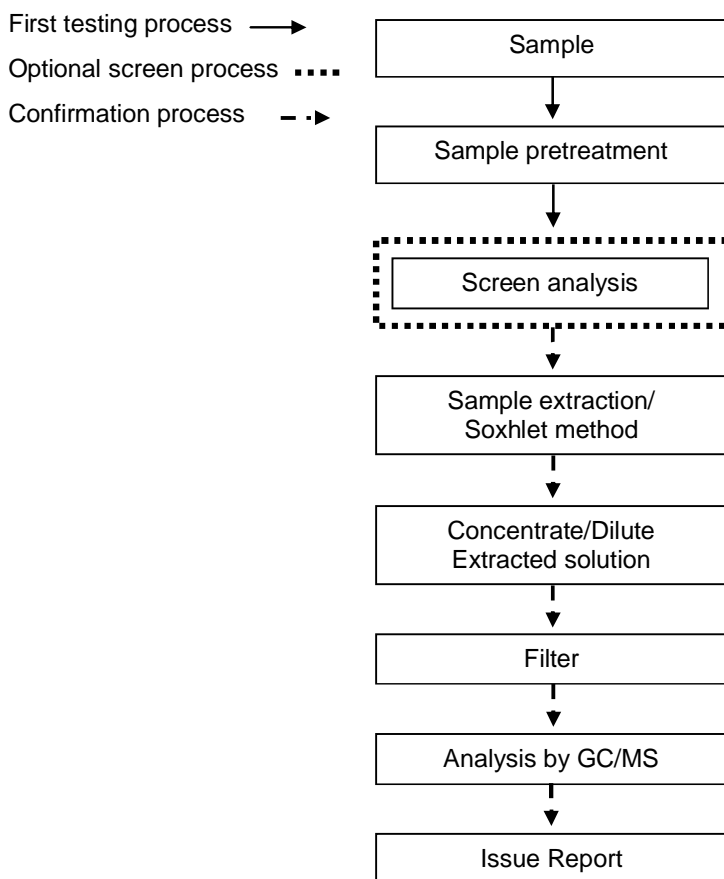 First testing process
Optional screen process
Confirmation process
Sample
Sample pretreatment
Screen analysis
Sample extraction/
Soxhlet method
Concentrate/Dilute
Extracted solution
Filter
Analysis by GC/MS
Issue Report